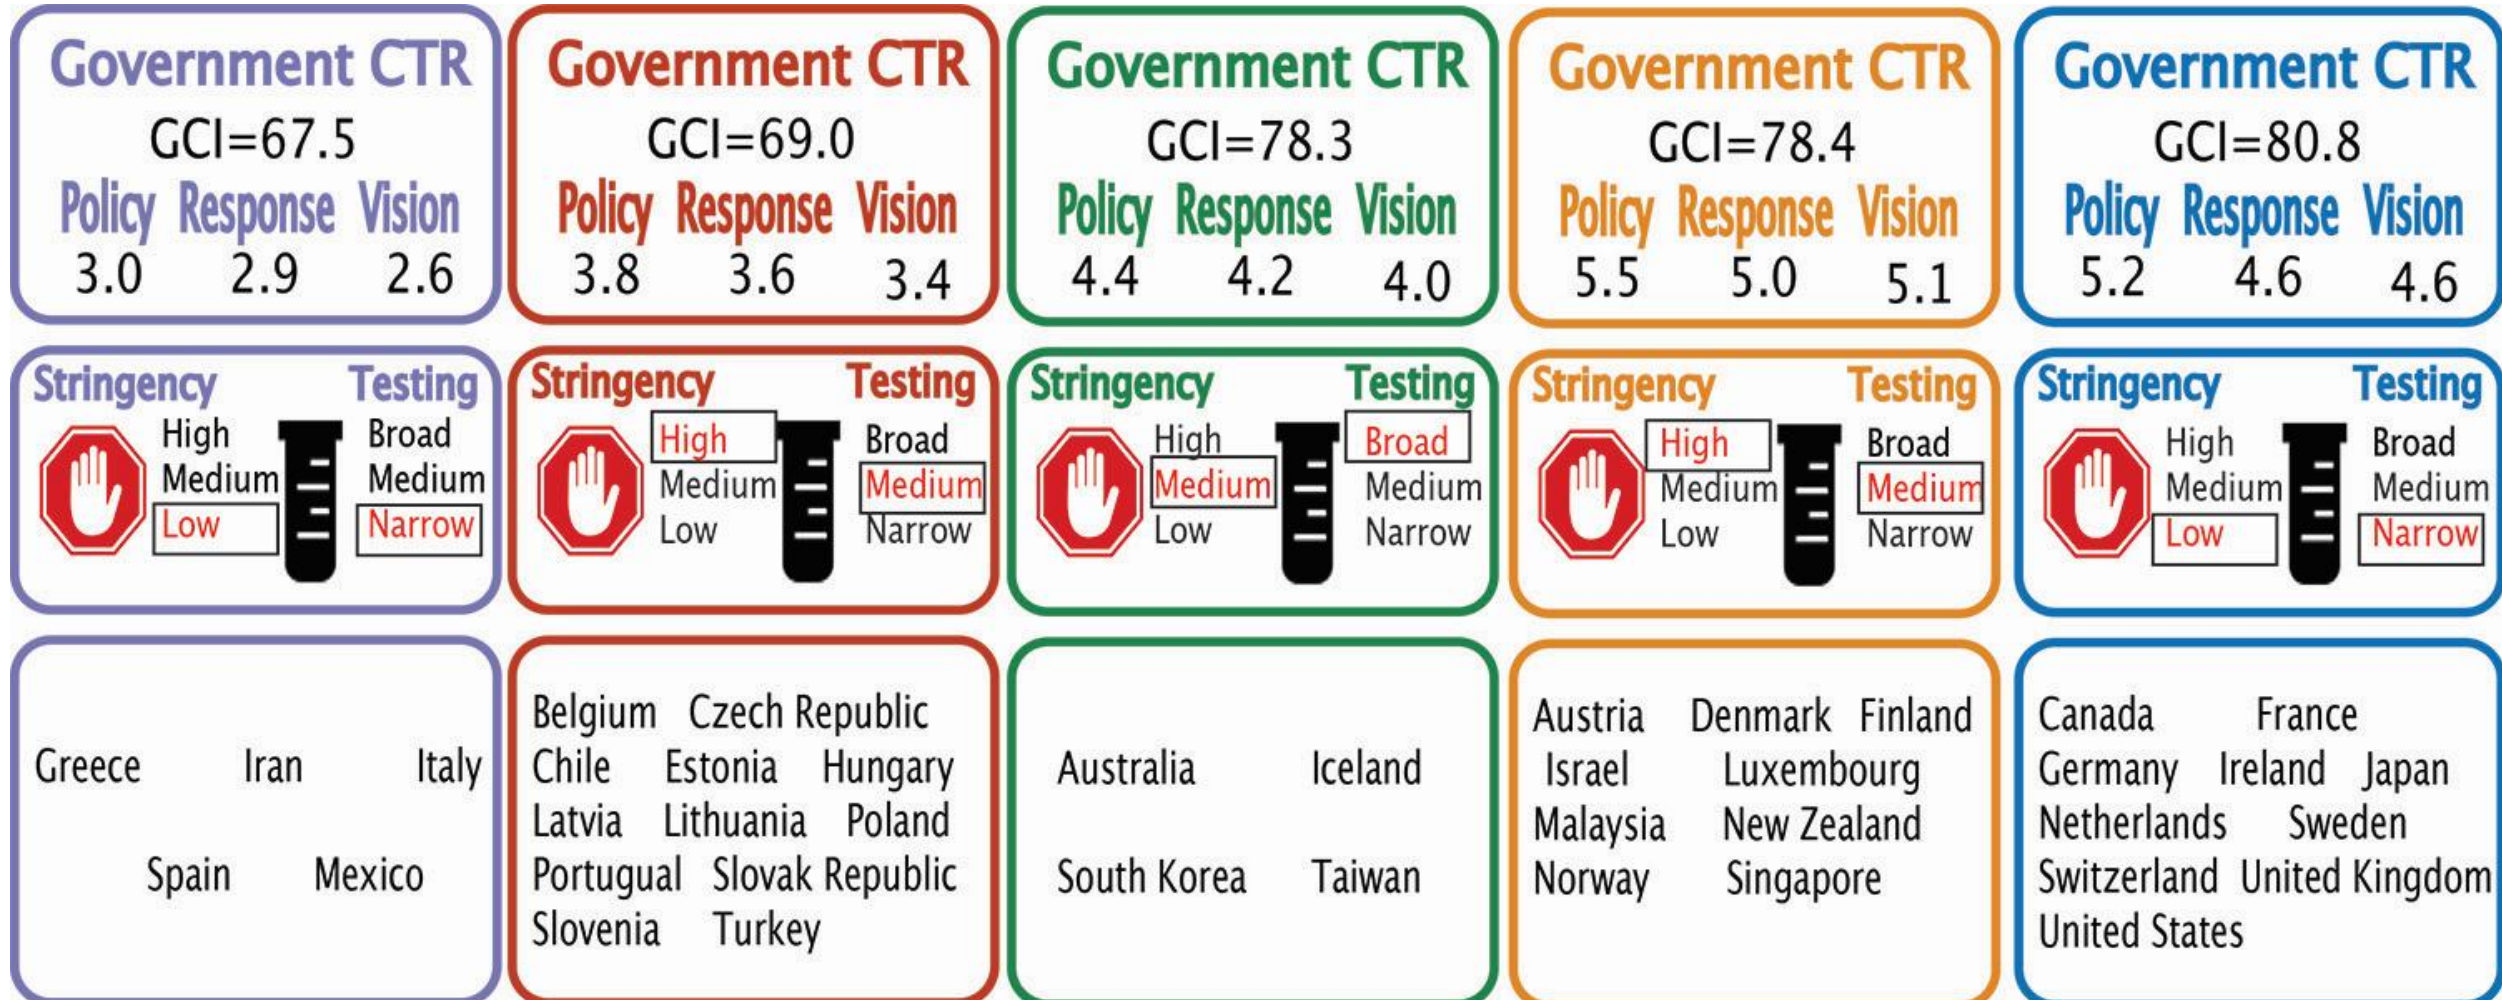 Government CTR
GCI=67.5
Policy Response Vision
3.0 2.9 2.6
Stringency Testing
High Broad
Medium Medium
Low Narrow
Greece Iran Italy
Spain Mexico
Government CTR
GCI=69.0
Policy Response Vision
3.8 3.6 3.4
Stringency Testing
High Broad
Medium Medium
Low Narrow
Belgium Czech Republic
Chile Estonia Hungary
Latvia Lithuania Poland
Portugual Slovak Republic
Slovenia Turkey
Government CTR
GCI=78.3
Policy Response Vision
4.4 4.2 4.0
Stringency Testing
High Broad
Medium Medium
Low Narrow
Australia Iceland
South Korea Taiwan
Government CTR
GCI=78.4
Policy Response Vision
5.5 5.0 5.1
Stringency Testing
High Broad
Medium Medium
Low Narrow
Austria Denmark Finland
Israel Luxembourg
Malaysia New Zealand
Norway Singapore
Government CTR
GCI=80.8
Policy Response Vision
5.2 4.6 4.6
Stringency Testing
High Broad
Medium Medium
Low Narrow
Canada France
Germany Ireland Japan
Netherlands Sweden
Switzerland United Kingdom
United States